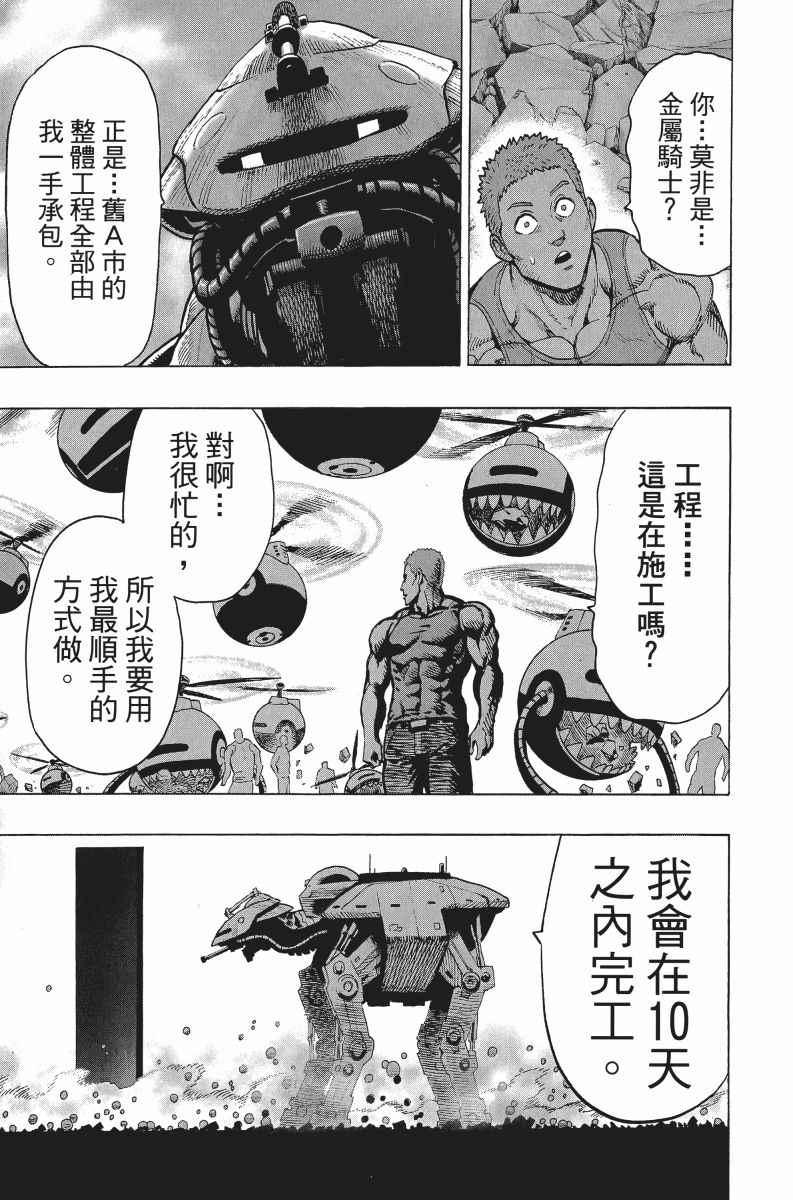 你…莫非是…
金屬騎士？
正是…舊A市的
整體工程全部由
我一手承包。
工程……
這是在施工嗎？
對啊…
我很忙的，
所以我要用
我最順手的
方式做。
我會在10天
之內完工。